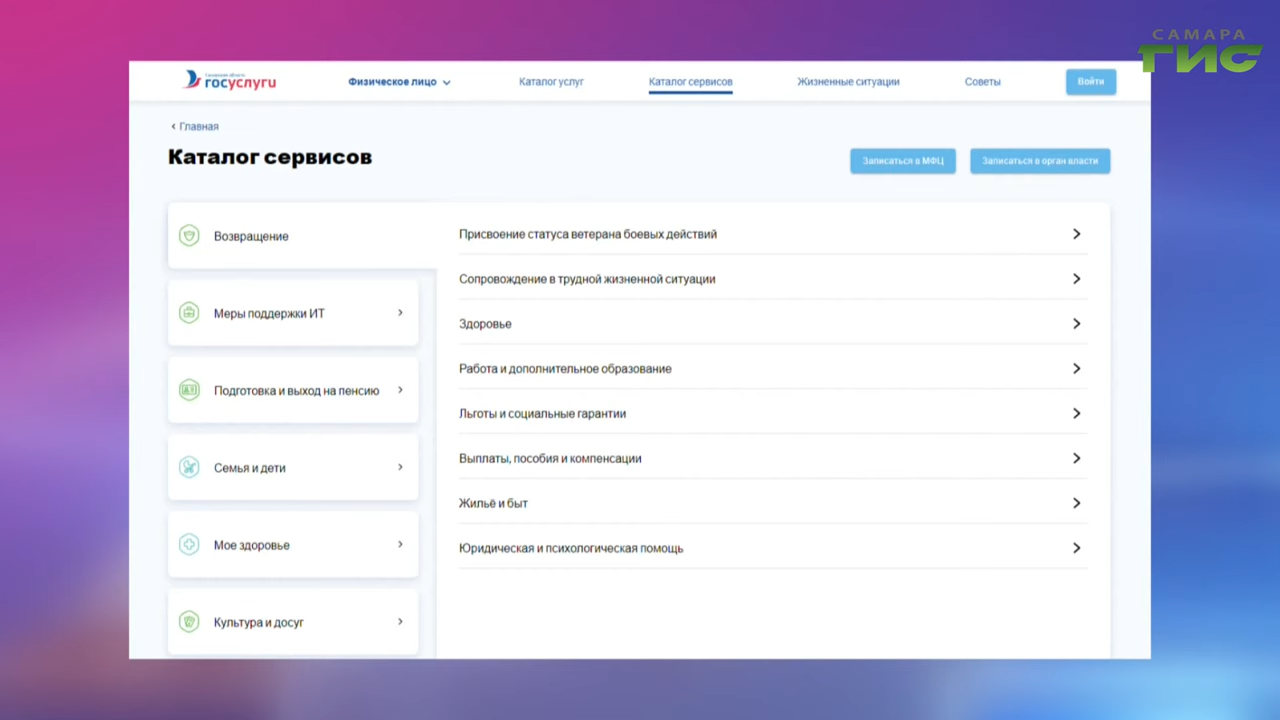 САМАРА
ГИС
Самарская область
госуслуги
Физическое лицо
Каталог услуг
Каталог сервисов
Жизненные ситуации
Советы
Войти
Главная
Каталог сервисов
Записаться в МФЦ
Записаться в орган власти
Возвращение
Меры поддержки ИТ
Подготовка и выход на пенсию
Семья и дети
Мое здоровье
Культура и досуг
Присвоение статуса ветерана боевых действий
Сопровождение в трудной жизненной ситуации
Здоровье
Работа и дополнительное образование
Льготы и социальные гарантии
Выплаты, пособия и компенсации
Жильё и быт
Юридическая и психологическая помощь